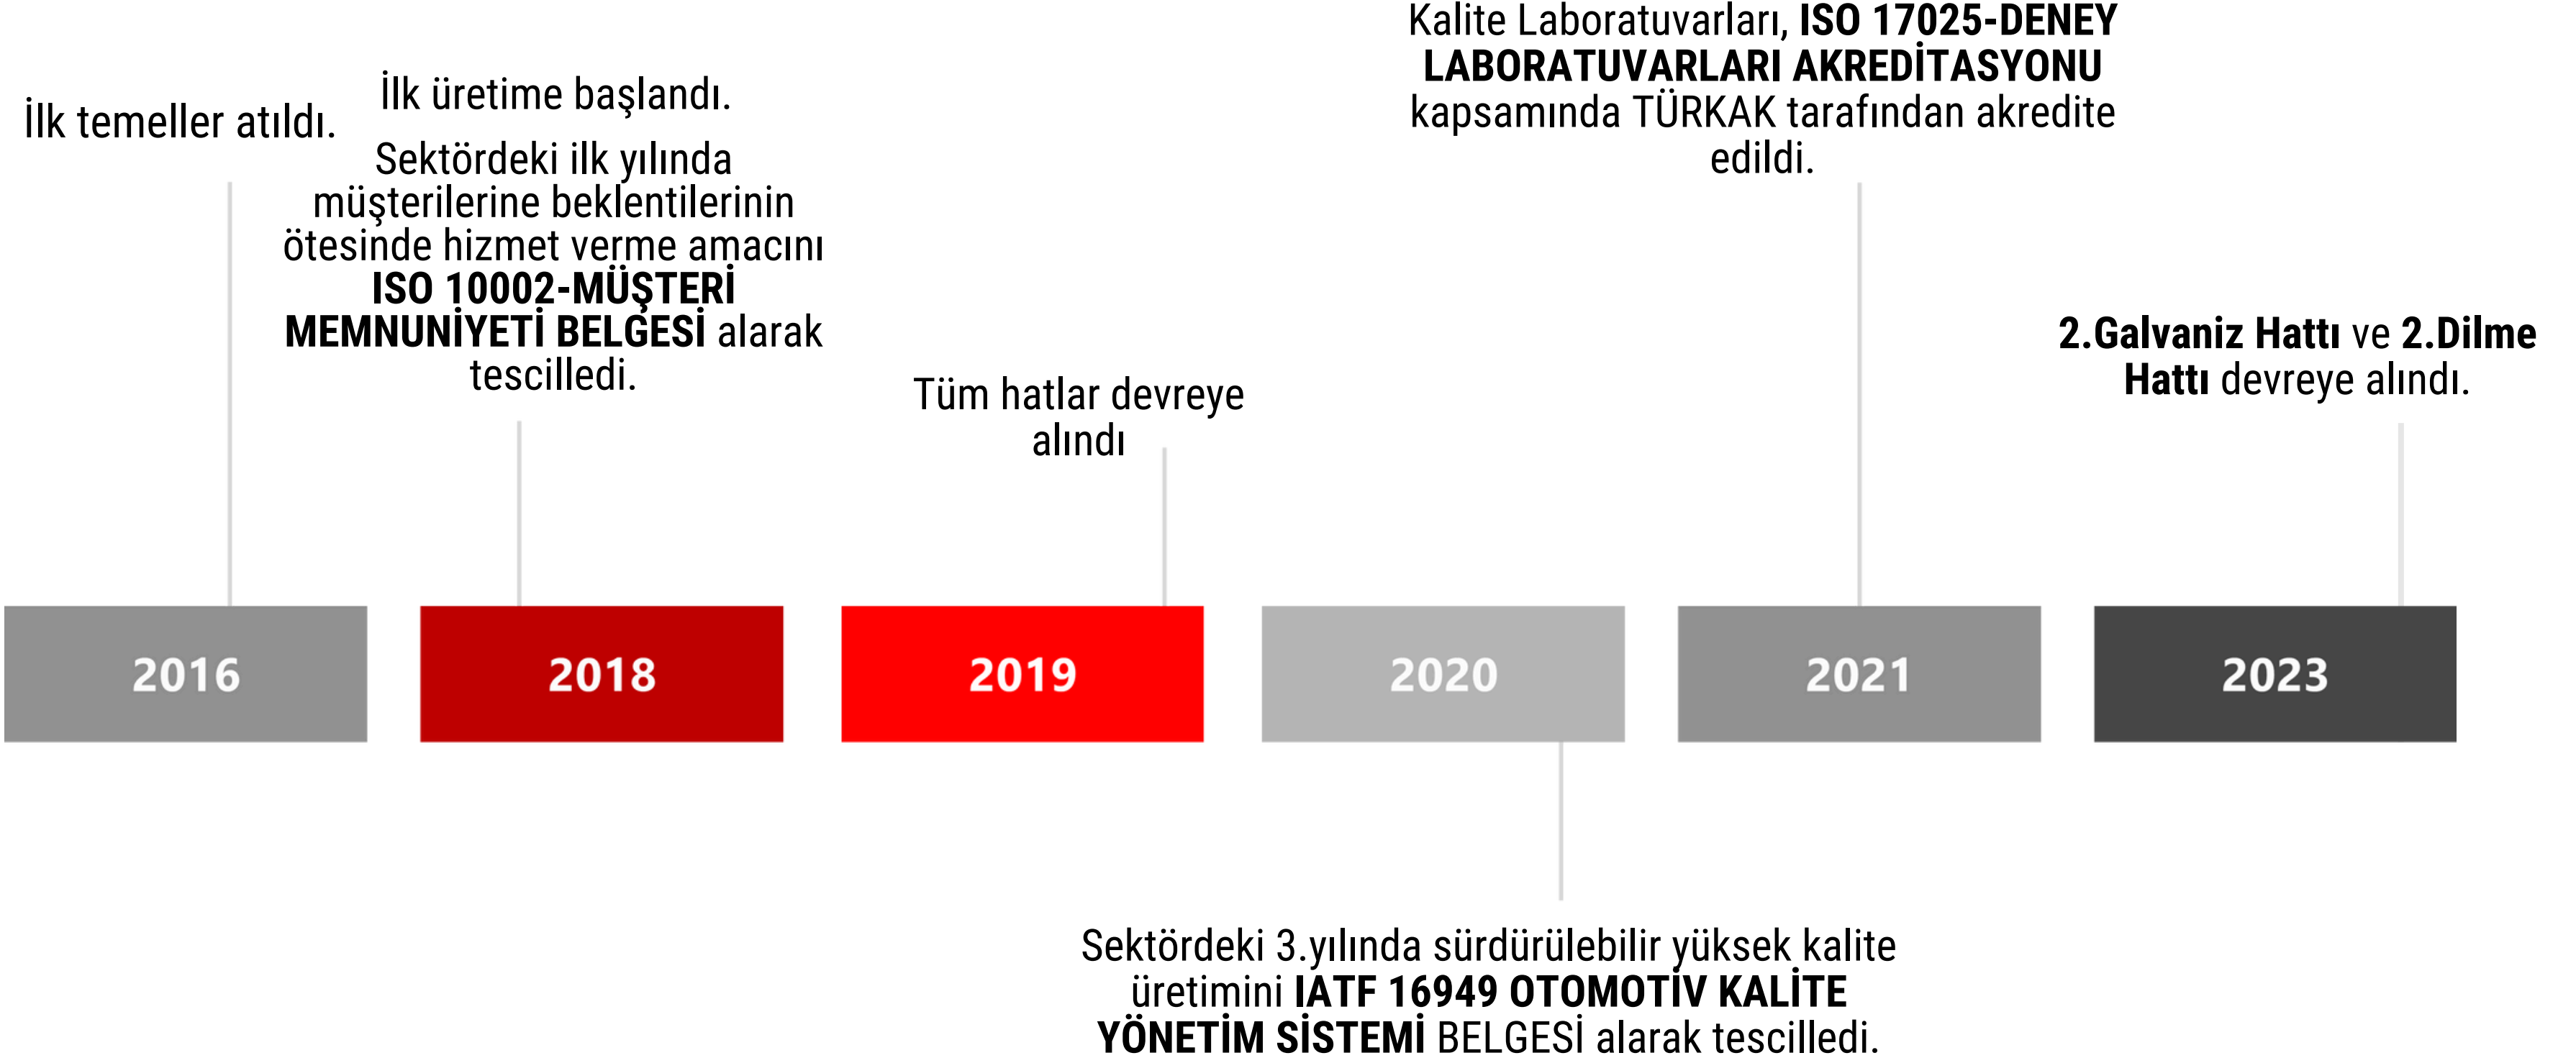 İlk temeller atıldı.
İlk üretime başlandı.
Sektördeki ilk yılında
müşterilerine beklentilerinin
ötesinde hizmet verme amacını
ISO 10002-MÜŞTERİ
MEMNUNİYETİ BELGESİ alarak
tescilledi.
Tüm hatlar devreye
alındı
Kalite Laboratuvarları, ISO 17025-DENEY
LABORATUVARLARI AKREDİTASYONU
kapsamında TÜRKAK tarafından akredite
edildi.
2.Galvaniz Hattı ve 2.Dilme
Hattı devreye alındı.
2016
2018
2019
2020
2021
2023
Sektördeki 3.yılında sürdürülebilir yüksek kalite
üretimini IATF 16949 OTOMOTİV KALİTE
YÖNETİM SİSTEMİ BELGESİ alarak tescilledi.